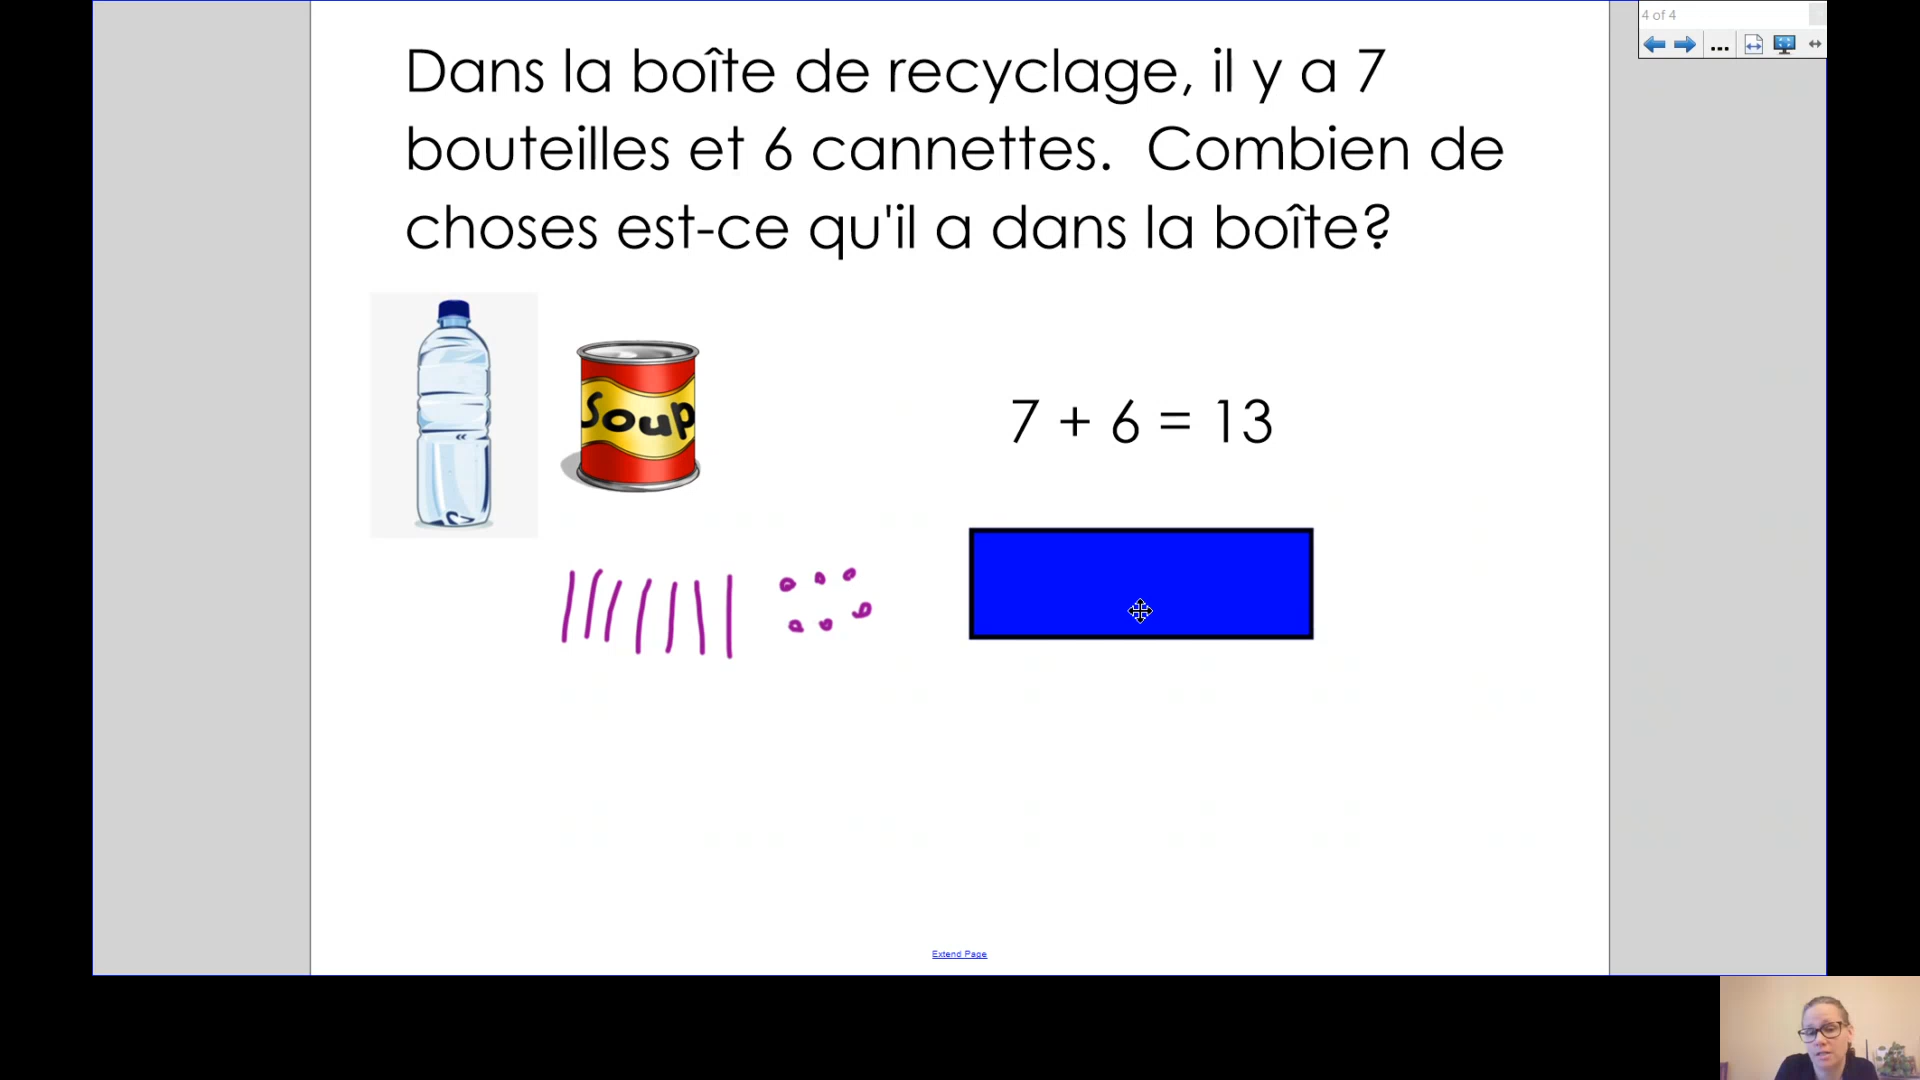 4 of 4
Dans la boîte de recyclage, il y a 7
bouteilles et 6 cannettes.  Combien de
choses est-ce qu'il a dans la boîte?
Soup
7 + 6 = 13
Extend Page